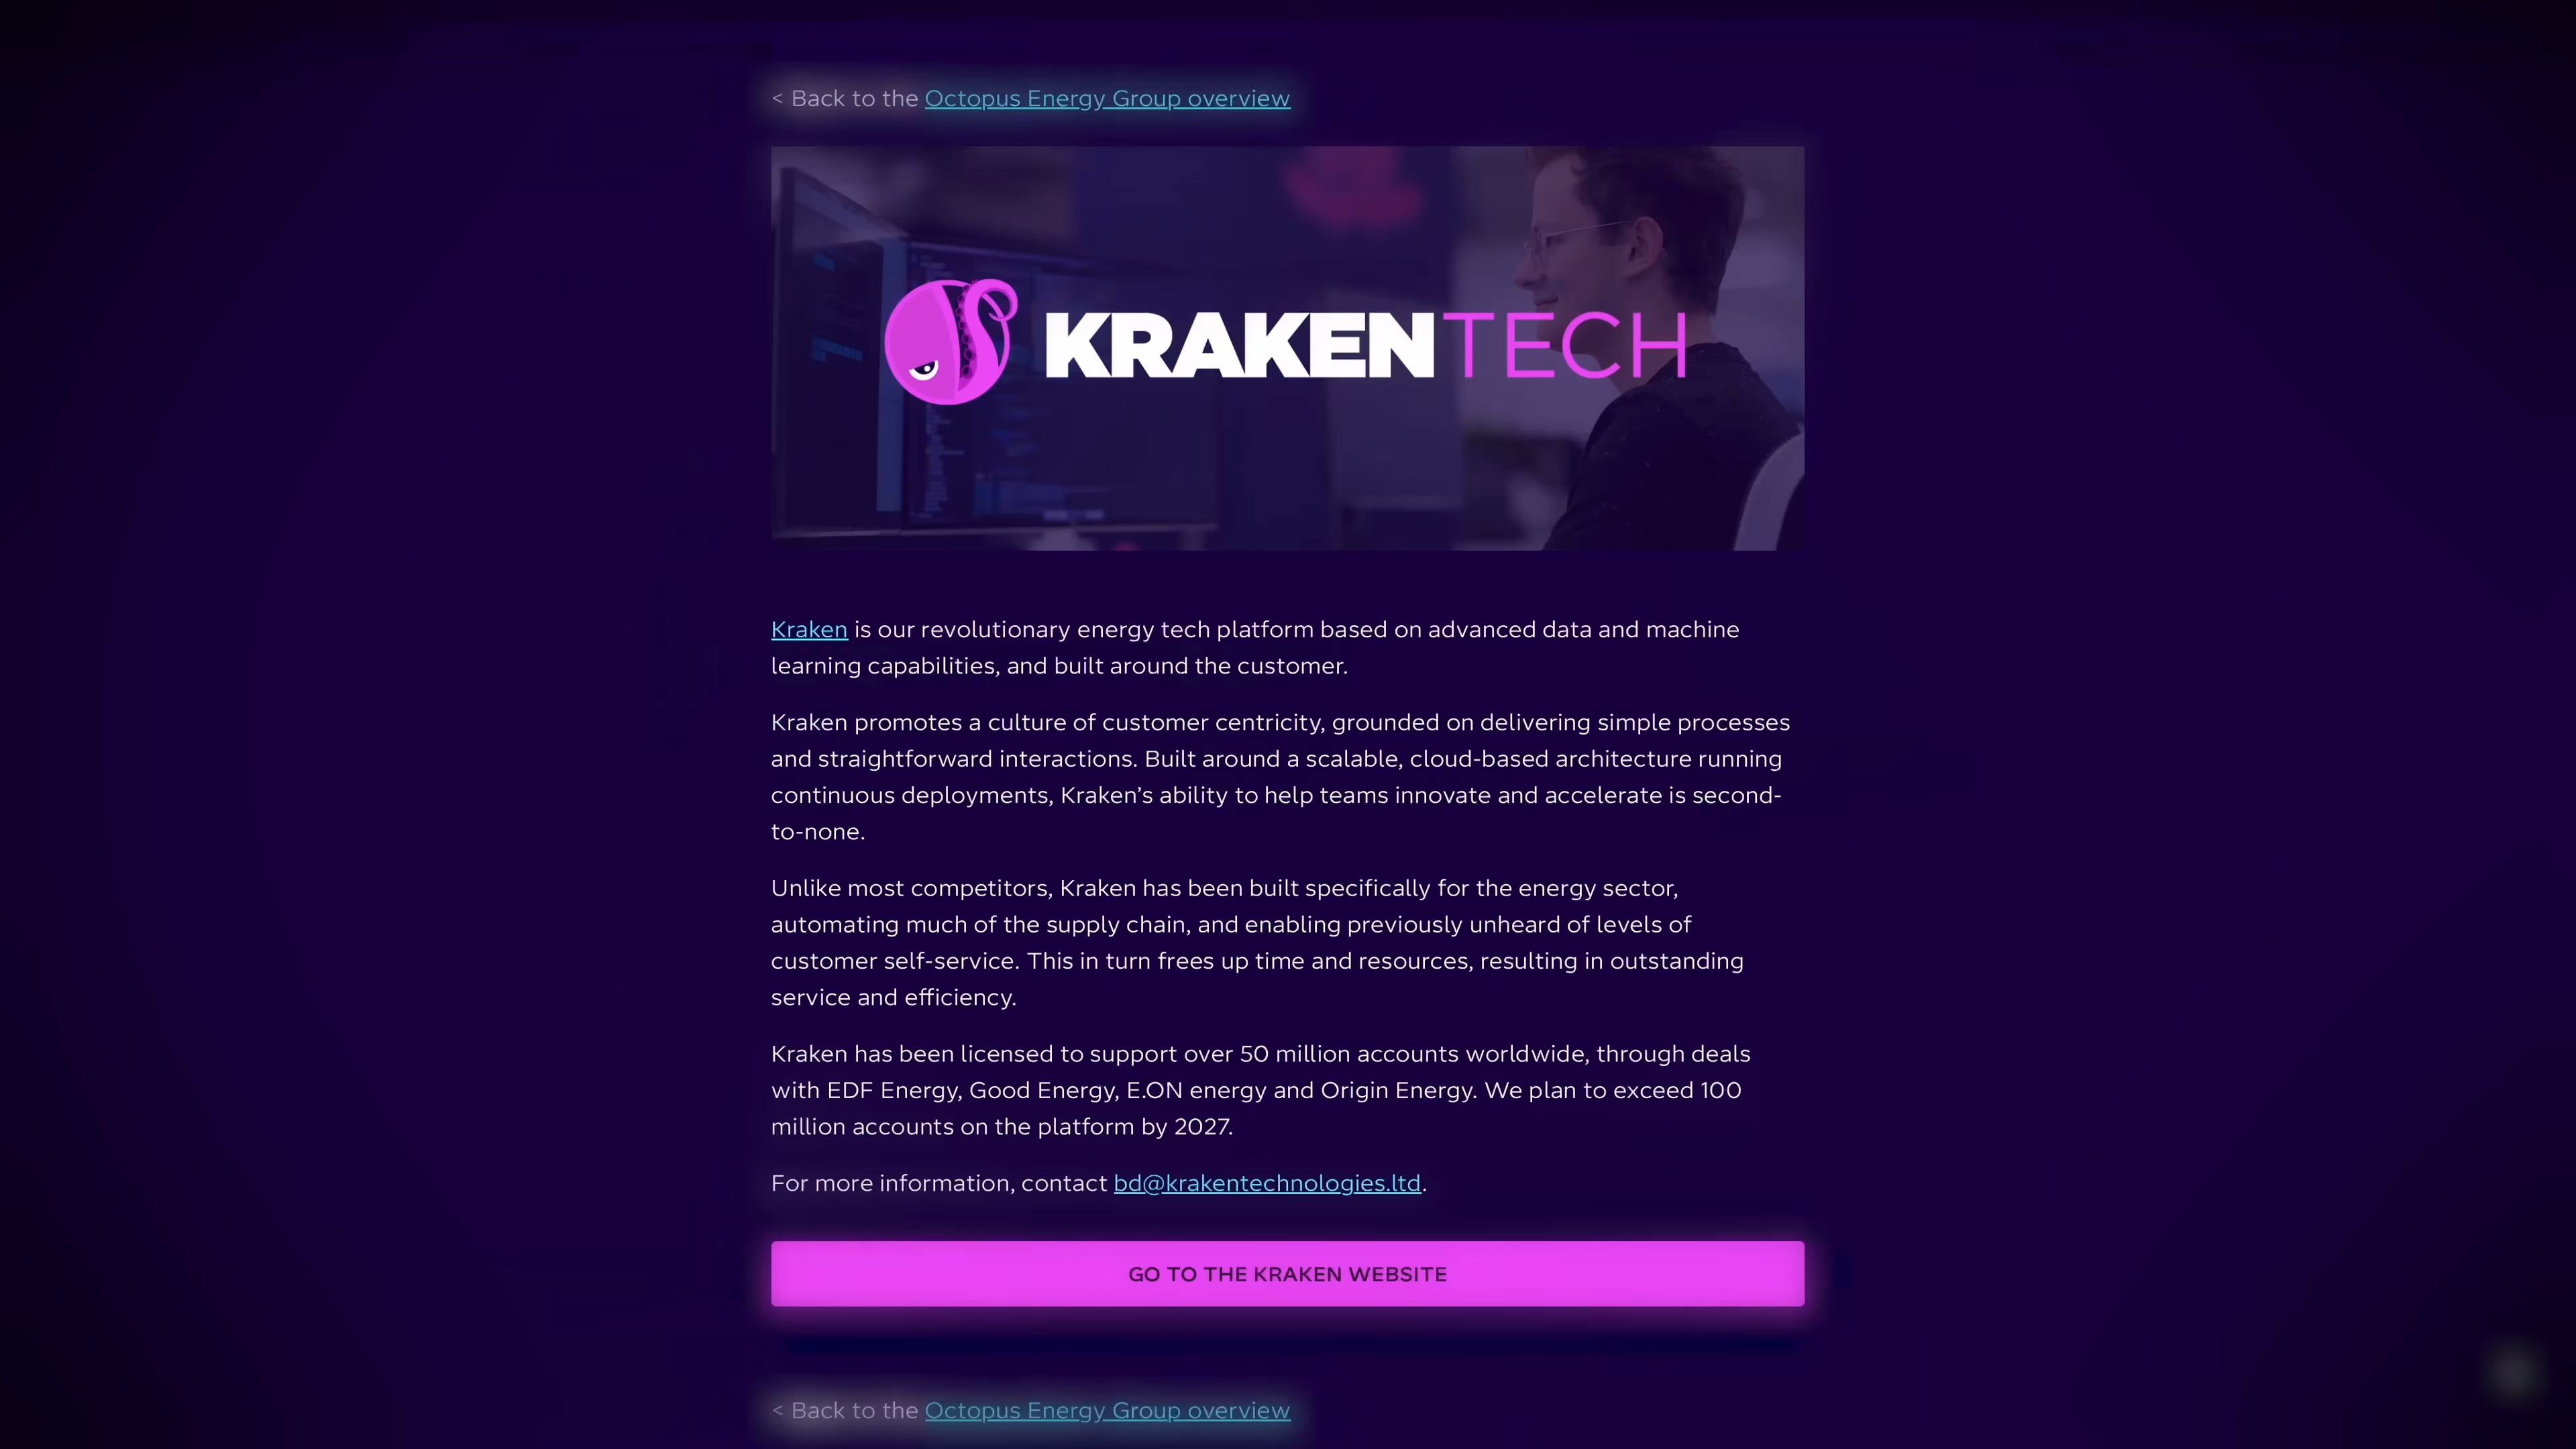 < Back to the Octopus Energy Group overview
KRAKENTECH
Kraken is our revolutionary energy tech platform based on advanced data and machine
learning capabilities, and built around the customer.
Kraken promotes a culture of customer centricity, grounded on delivering simple processes
and straightforward interactions. Built around a scalable, cloud-based architecture running
continuous deployments, Kraken’s ability to help teams innovate and accelerate is second-
to-none.
Unlike most competitors, Kraken has been built specifically for the energy sector,
automating much of the supply chain, and enabling previously unheard of levels of
customer self-service. This in turn frees up time and resources, resulting in outstanding
service and efficiency.
Kraken has been licensed to support over 50 million accounts worldwide, through deals
with EDF Energy, Good Energy, E.ON energy and Origin Energy. We plan to exceed 100
million accounts on the platform by 2027.
For more information, contact bd@krakentechnologies.ltd.
GO TO THE KRAKEN WEBSITE
< Back to the Octopus Energy Group overview